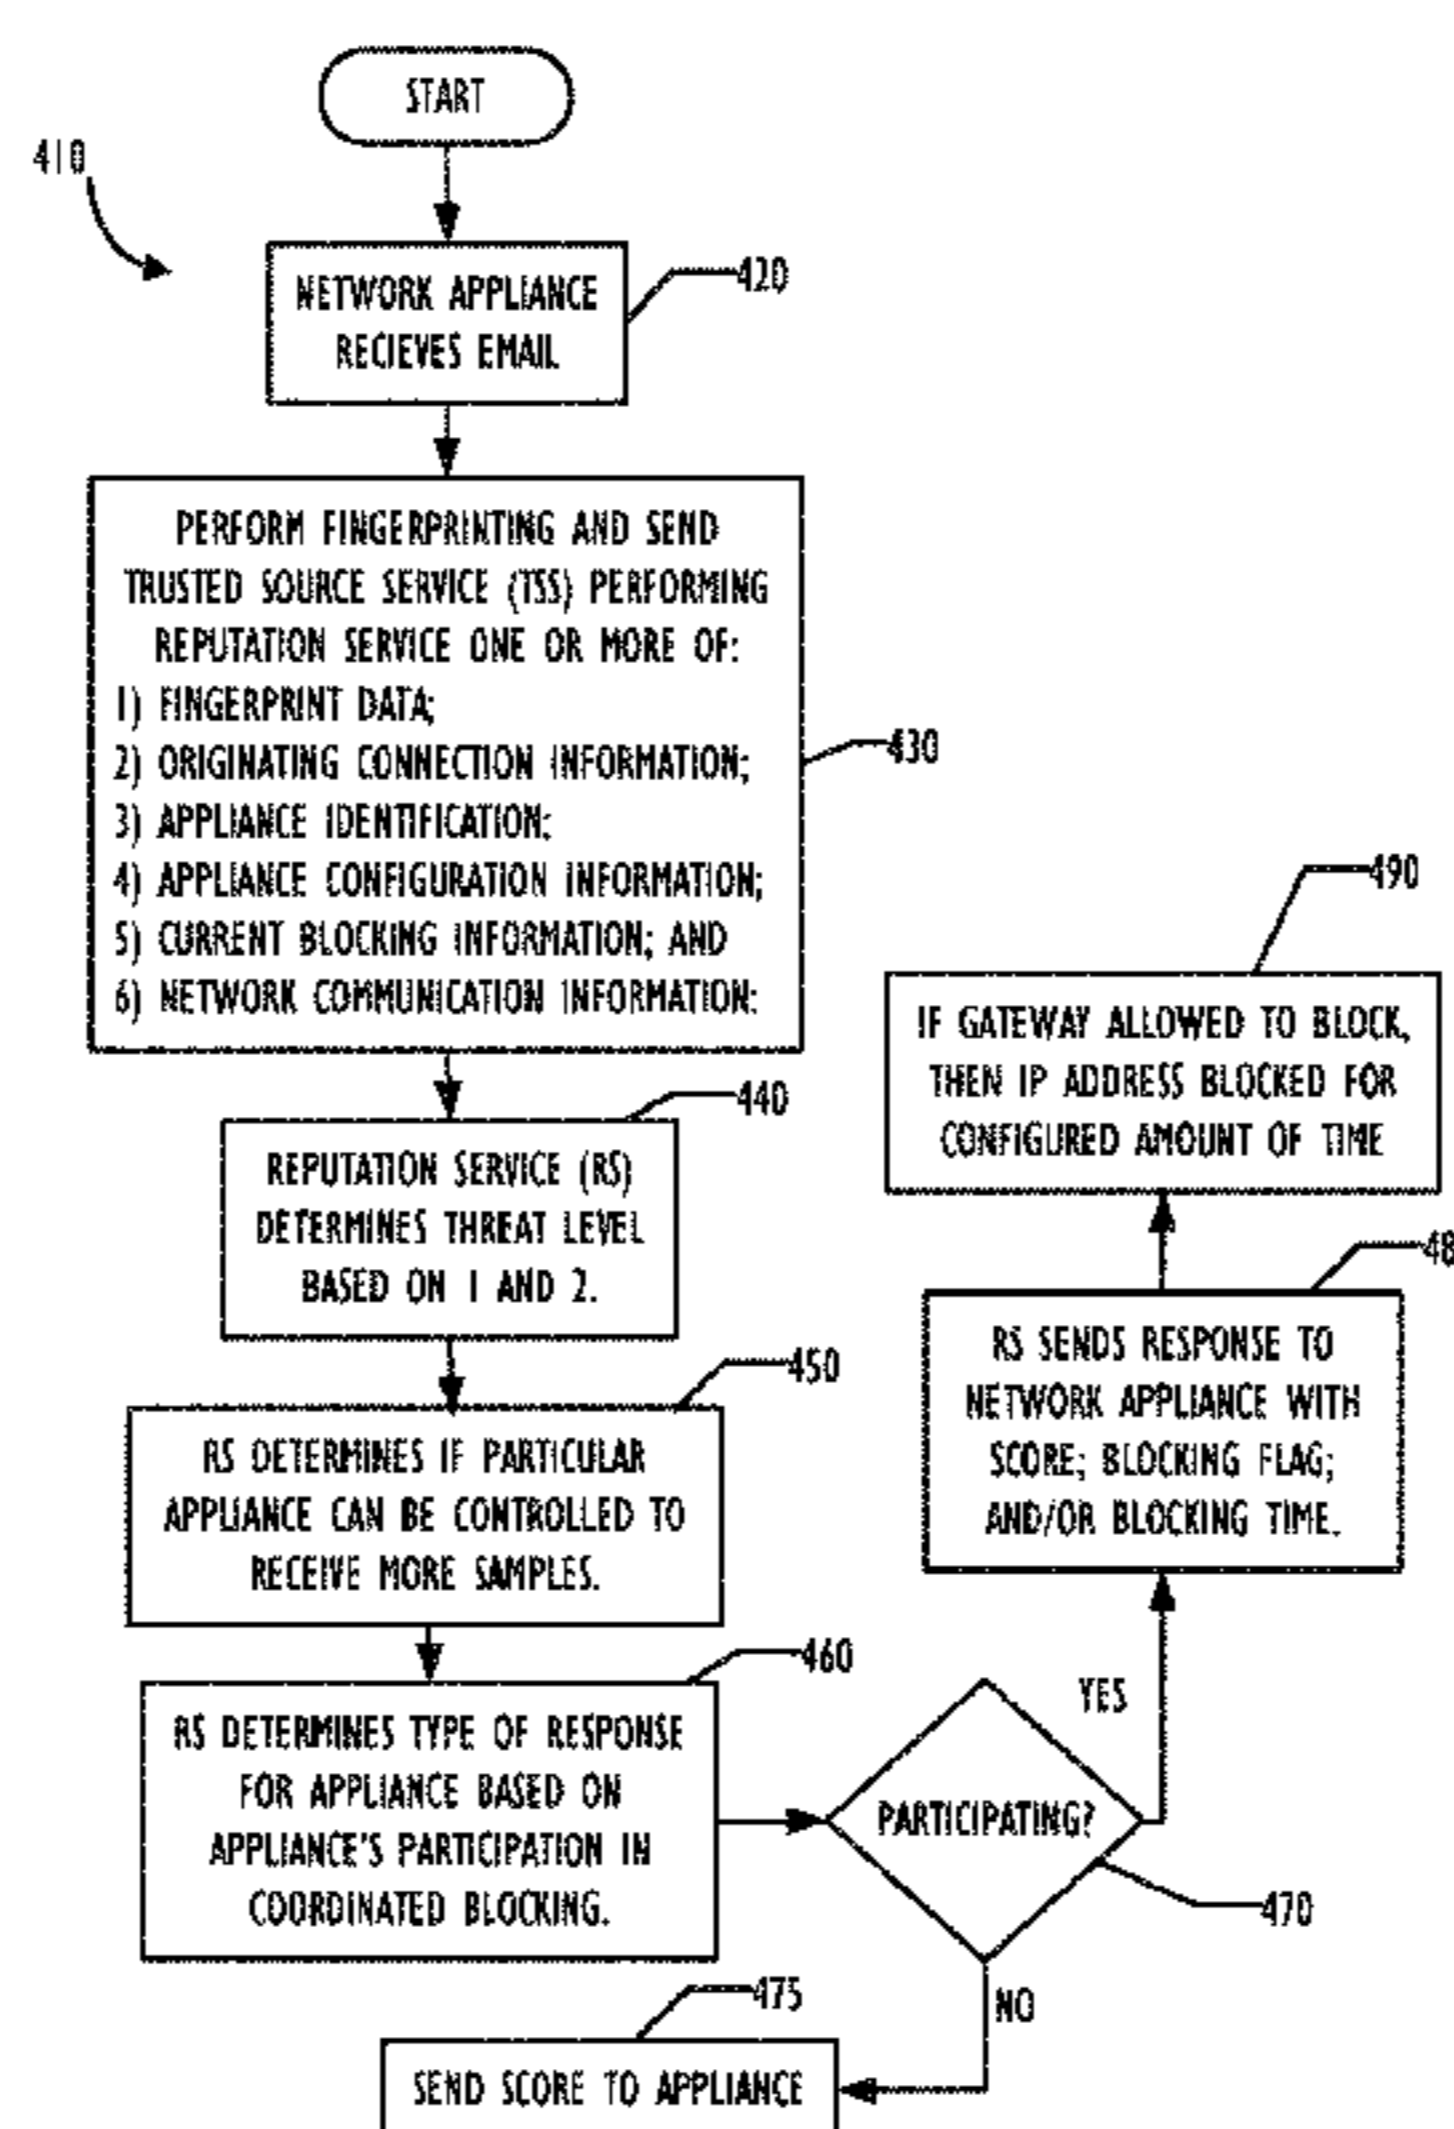 START
410
NETWORK APPLIANCE
RECIEVES EMAIL
420
PERFORM FINGERPRINTING AND SEND
TRUSTED SOURCE SERVICE (TSS) PERFORMING
REPUTATION SERVICE ONE OR MORE OF:
1) FINGERPRINT DATA;
2) ORIGINATING CONNECTION INFORMATION;
3) APPLIANCE IDENTIFICATION;
4) APPLIANCE CONFIGURATION INFORMATION;
5) CURRENT BLOCKING INFORMATION; AND
6) NETWORK COMMUNICATION INFORMATION;
430
440
REPUTATION SERVICE (RS)
DETERMINES THREAT LEVEL
BASED ON 1 AND 2.
450
RS DETERMINES IF PARTICULAR
APPLIANCE CAN BE CONTROLLED TO
RECEIVE MORE SAMPLES.
460
RS DETERMINES TYPE OF RESPONSE
FOR APPLIANCE BASED ON
APPLIANCE'S PARTICIPATION IN
COORDINATED BLOCKING.
PARTICIPATING?
470
YES
NO
475
SEND SCORE TO APPLIANCE
48
RS SENDS RESPONSE TO
NETWORK APPLIANCE WITH
SCORE; BLOCKING FLAG;
AND/OR BLOCKING TIME.
490
IF GATEWAY ALLOWED TO BLOCK,
THEN IP ADDRESS BLOCKED FOR
CONFIGURED AMOUNT OF TIME